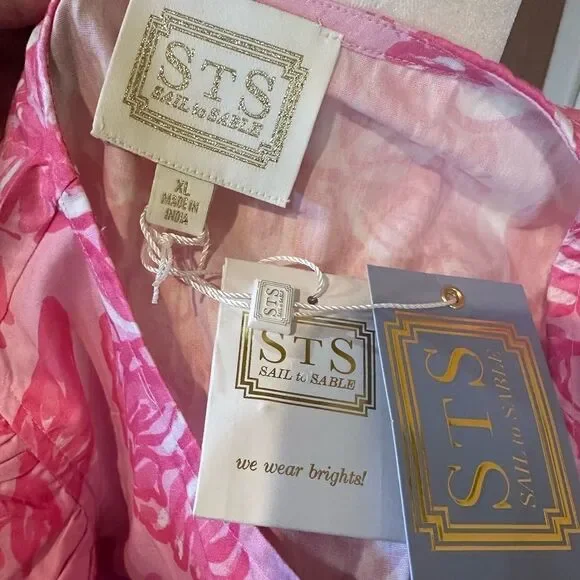 STS
SAIL to SABLE
XL
MADE IN
INDIA
STS
STS
SAIL to SABLE
we wear brights!
STS
SAIL to SABLE